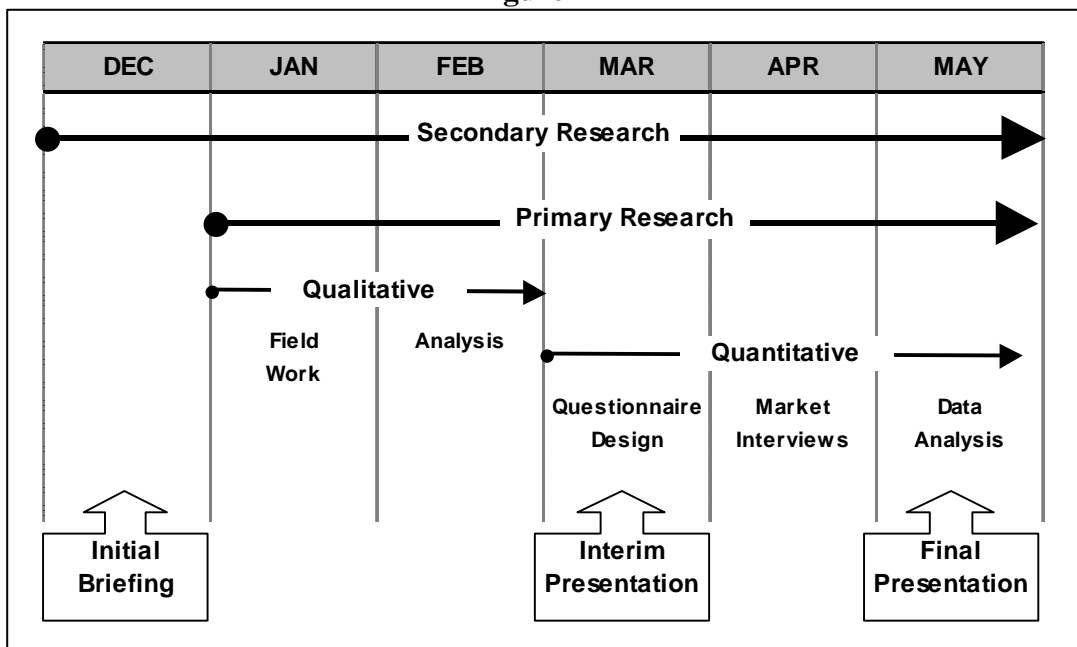 DEC JAN FEB MAR APR MAY
Secondary Research
Primary Research
Qualitative
Field
Work
Analysis
Quantitative
Questionnaire
Design
Market
Interviews
Data
Analysis
Initial
Briefing
Interim
Presentation
Final
Presentation